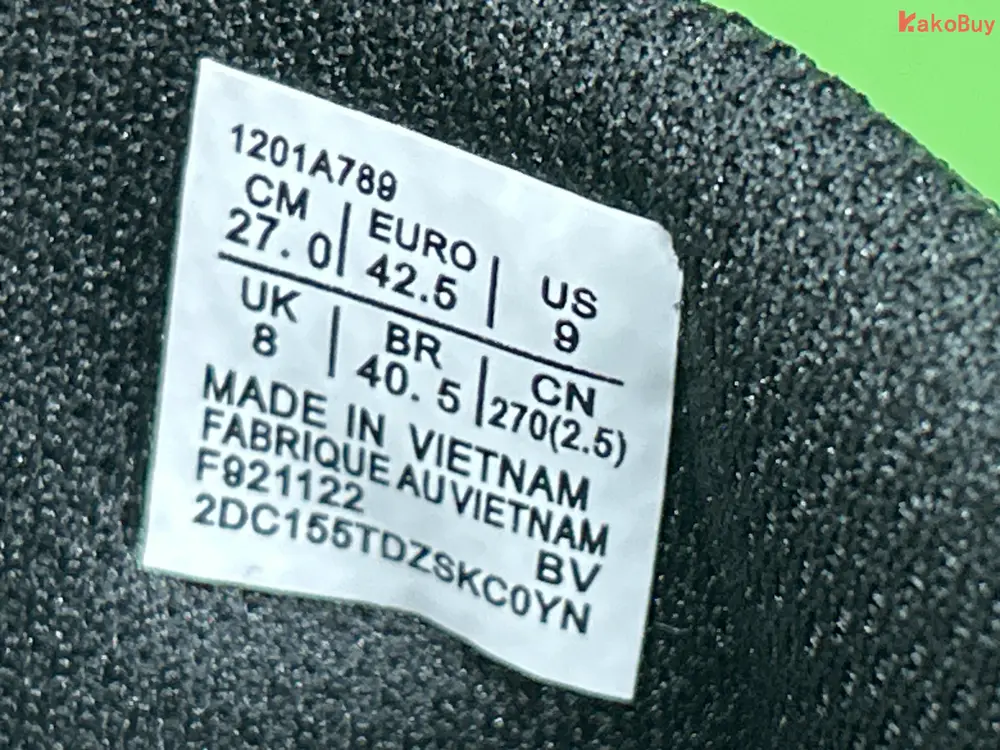 KakoBuy
1201A789
CM | EURO | US
27.0 | 42.5 | 9
UK | BR | CN
8 | 40.5 | 270(2.5)
MADE IN VIETNAM
FABRIQUE AU VIETNAM
F921122 BV
2DC155TDZSKC0YN